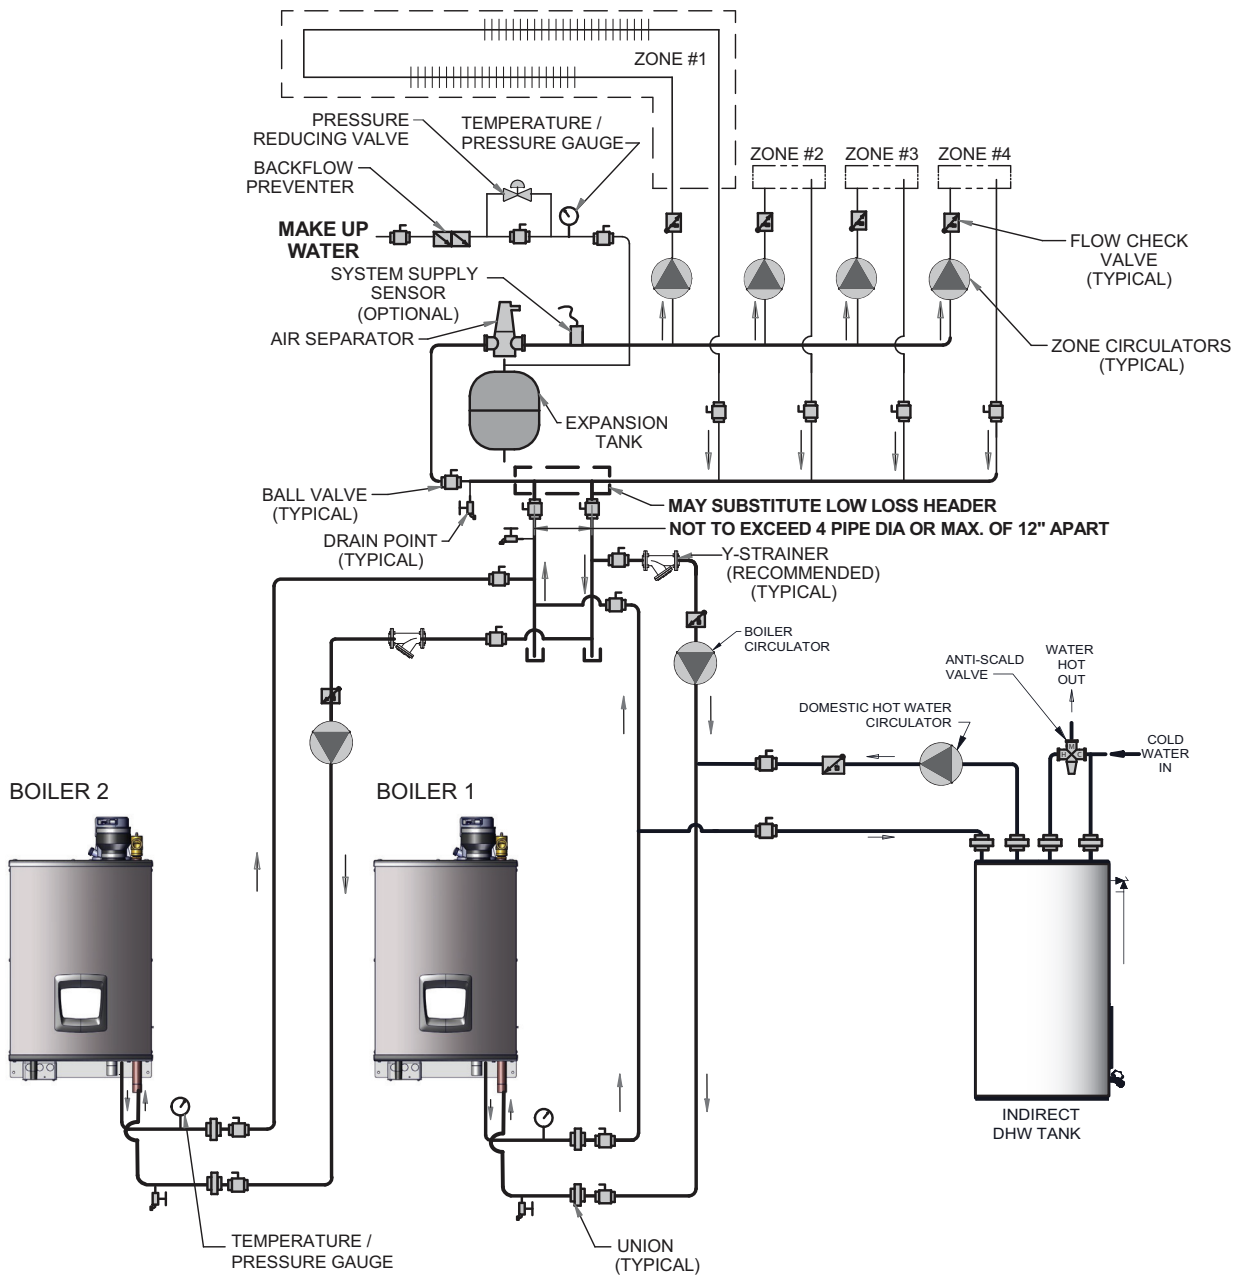 ZONE #1
PRESSURE
REDUCING VALVE
TEMPERATURE /
PRESSURE GAUGE
BACKFLOW
PREVENTER
ZONE #2
ZONE #3
ZONE #4
MAKE UP
WATER
FLOW CHECK
VALVE
(TYPICAL)
SYSTEM SUPPLY
SENSOR
(OPTIONAL)
AIR SEPARATOR
ZONE CIRCULATORS
(TYPICAL)
EXPANSION
TANK
BALL VALVE
(TYPICAL)
MAY SUBSTITUTE LOW LOSS HEADER
NOT TO EXCEED 4 PIPE DIA OR MAX. OF 12" APART
DRAIN POINT
(TYPICAL)
Y-STRAINER
(RECOMMENDED)
(TYPICAL)
BOILER
CIRCULATOR
WATER
HOT
OUT
ANTI-SCALD
VALVE
DOMESTIC HOT WATER
CIRCULATOR
M
H
C
COLD
WATER
IN
BOILER 2
BOILER 1
INDIRECT
DHW TANK
TEMPERATURE /
PRESSURE GAUGE
UNION
(TYPICAL)